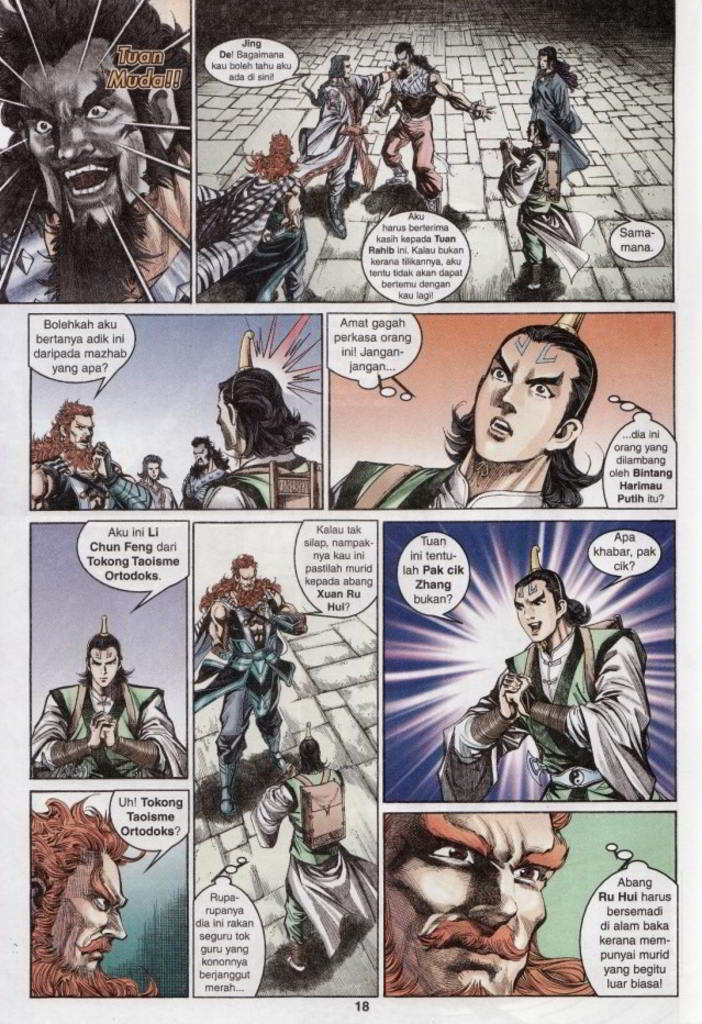 Tuan
Muda!!
Jing
De! Bagaimana
kau boleh tahu aku
ada di sini!
Aku
harus berterima
kasih kepada Tuan
Rahib ini. Kalau bukan
kerana tilikannya, aku
tentu tidak akan dapat
bertemu dengan
kau lagi!
Sama-
mana.
Bolehkah aku
bertanya adik ini
daripada mazhab
yang apa?
Amat gagah
perkasa orang
ini! Jangan-
jangan...
...dia ini
orang yang
dilambang
oleh Bintang
Harimau
Putih itu?
Aku ini Li
Chun Feng dari
Tokong Taoisme
Ortodoks.
Kalau tak
silap, nampak-
nya kau ini
pastilah murid
kepada abang
Xuan Ru
Hui?
Tuan
ini tentu-
lah Pak cik
Zhang
bukan?
Apa
khabar, pak
cik?
Uh! Tokong
Taoisme
Ortodoks?
Rupa-
rupanya
dia ini rakan
seguru tok
guru yang
kononnya
berjanggut
merah...
Abang
Ru Hui harus
bersemadi
di alam baka
kerana mem-
punyai murid
yang begitu
luar biasa!
18